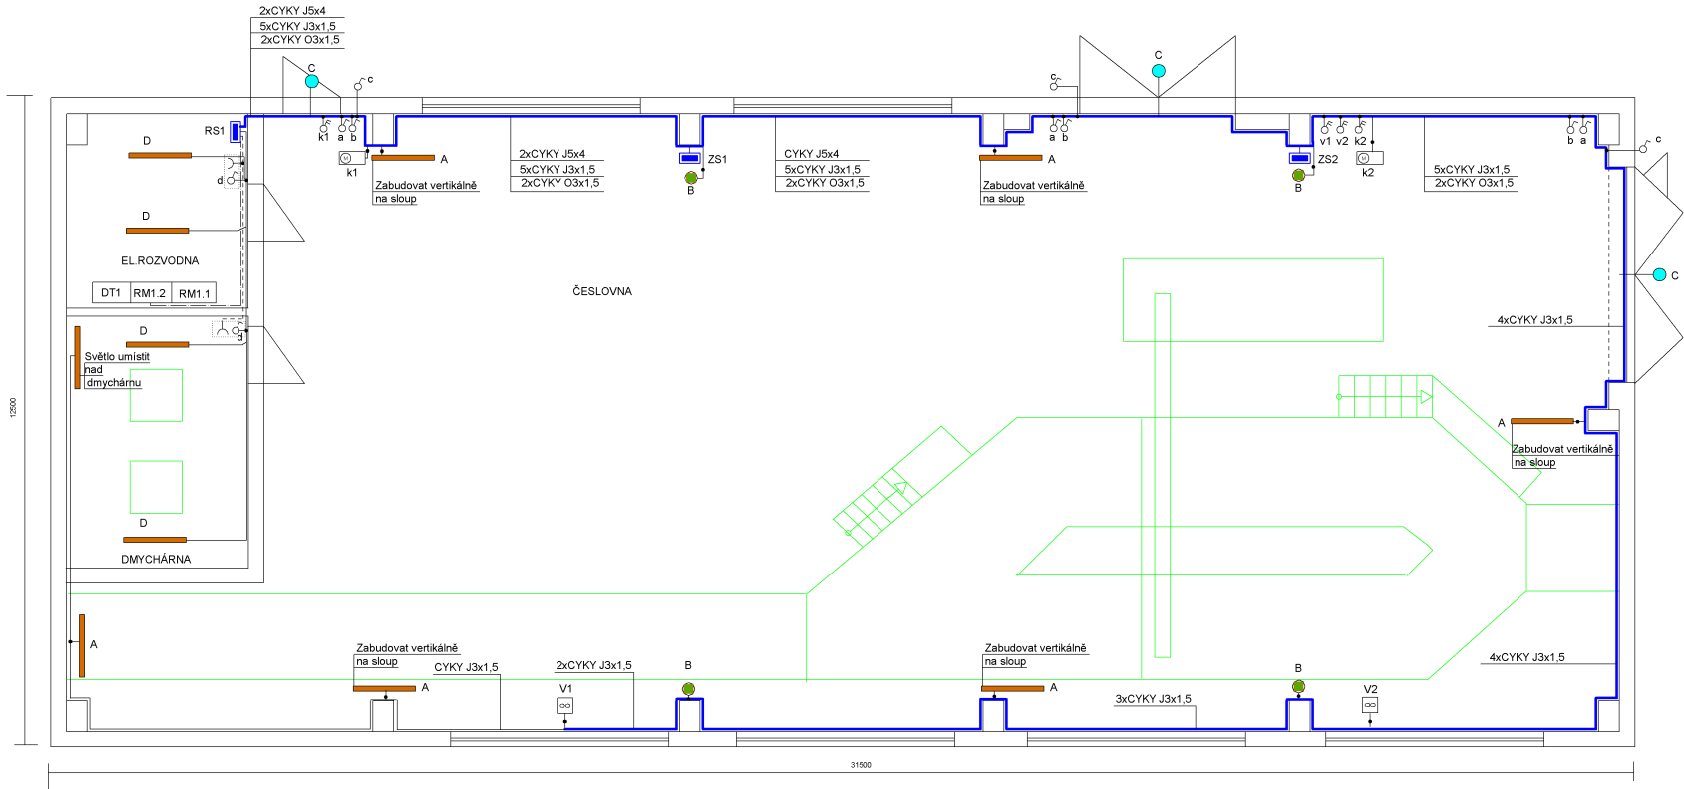 2xCYKY J5x4
5xCYKY J3x1,5
2xCYKY O3x1,5
C
c
C
c
RS1
k1
a
b
a
b
v1
v2
k2
b
a
c
D
d
k1
A
2xCYKY J5x4
5xCYKY J3x1,5
2xCYKY O3x1,5
ZS1
B
CYKY J5x4
5xCYKY J3x1,5
2xCYKY O3x1,5
A
ZS2
B
k2
5xCYKY J3x1,5
2xCYKY O3x1,5
Zabudovat vertikálně
na sloup
Zabudovat vertikálně
na sloup
D
EL.ROZVODNA
DT1
RM1.2
RM1.1
ČESLOVNA
C
4xCYKY J3x1,5
D
d
Světlo umístit
nad
dmychárnu
12500
A
Zabudovat vertikálně
na sloup
D
DMYCHÁRNA
A
Zabudovat vertikálně
na sloup
CYKY J3x1,5
2xCYKY J3x1,5
A
V1
B
Zabudovat vertikálně
na sloup
A
3xCYKY J3x1,5
B
V2
4xCYKY J3x1,5
31500